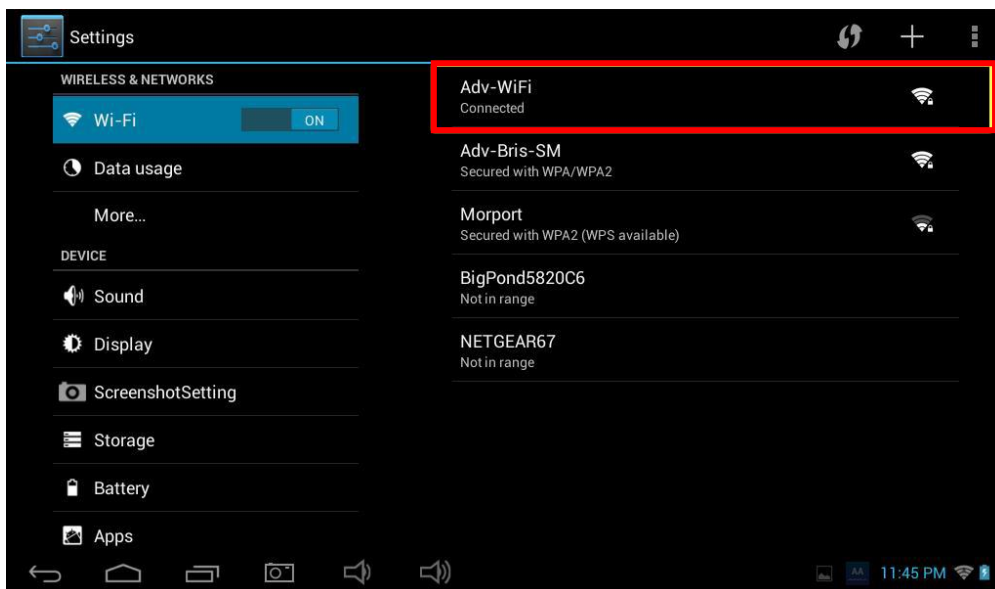 Settings
WIRELESS & NETWORKS
Wi-Fi
ON
Data usage
More...
DEVICE
Sound
Display
ScreenshotSetting
Storage
Battery
Apps
Adv-WiFi
Connected
Adv-Bris-SM
Secured with WPA/WPA2
Morport
Secured with WPA2 (WPS available)
BigPond5820C6
Not in range
NETGEAR67
Not in range
AA
11:45 PM